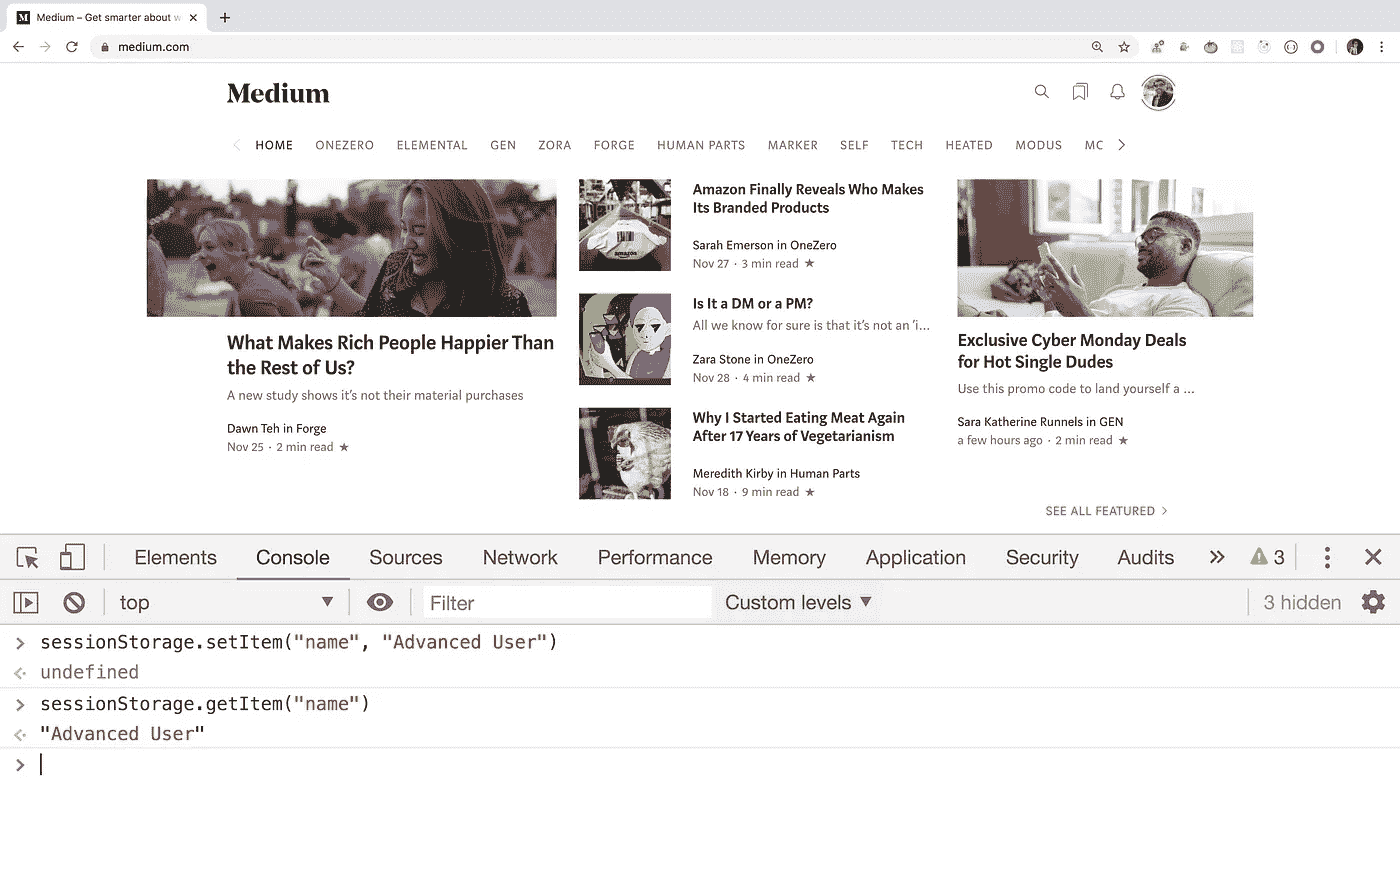 Medium – Get smarter about w
medium.com
Medium
HOME ONEZERO ELEMENTAL GEN ZORA FORGE HUMAN PARTS MARKER SELF TECH HEATED MODUS MC
What Makes Rich People Happier Than
the Rest of Us?
A new study shows it's not their material purchases
Dawn Teh in Forge
Nov 25 · 2 min read ★
amazon
Amazon Finally Reveals Who Makes
Its Branded Products
Sarah Emerson in OneZero
Nov 27 · 3 min read ★
Is It a DM or a PM?
All we know for sure is that it's not an 'i...
Zara Stone in OneZero
Nov 28 · 4 min read ★
Why I Started Eating Meat Again
After 17 Years of Vegetarianism
Meredith Kirby in Human Parts
Nov 18 · 9 min read ★
Exclusive Cyber Monday Deals
for Hot Single Dudes
Use this promo code to land yourself a ...
Sara Katherine Runnels in GEN
a few hours ago · 2 min read ★
SEE ALL FEATURED
Elements Console Sources Network Performance Memory Application Security Audits » 3
top Filter Custom levels ▼ 3 hidden
> sessionStorage.setItem("name", "Advanced User")
undefined
> sessionStorage.getItem("name")
"Advanced User"
>